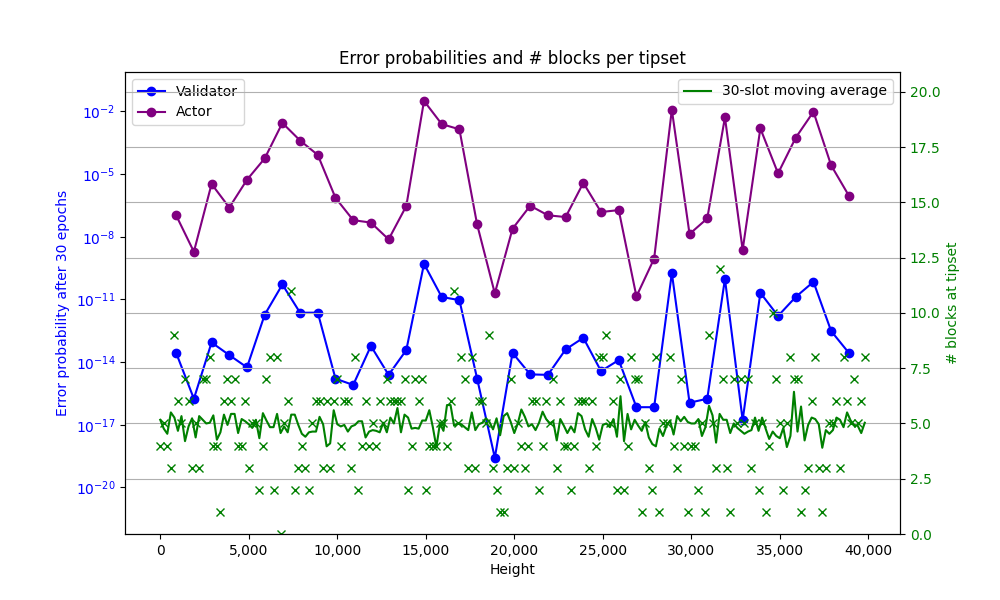 Error probabilities and # blocks per tipset
Validator
Actor
30-slot moving average
Error probability after 30 epochs
10⁻²
10⁻⁵
10⁻⁸
10⁻¹¹
10⁻¹⁴
10⁻¹⁷
10⁻²⁰
20.0
17.5
15.0
12.5
10.0
7.5
5.0
2.5
0.0
# blocks at tipset
0 5,000 10,000 15,000 20,000 25,000 30,000 35,000 40,000
Height